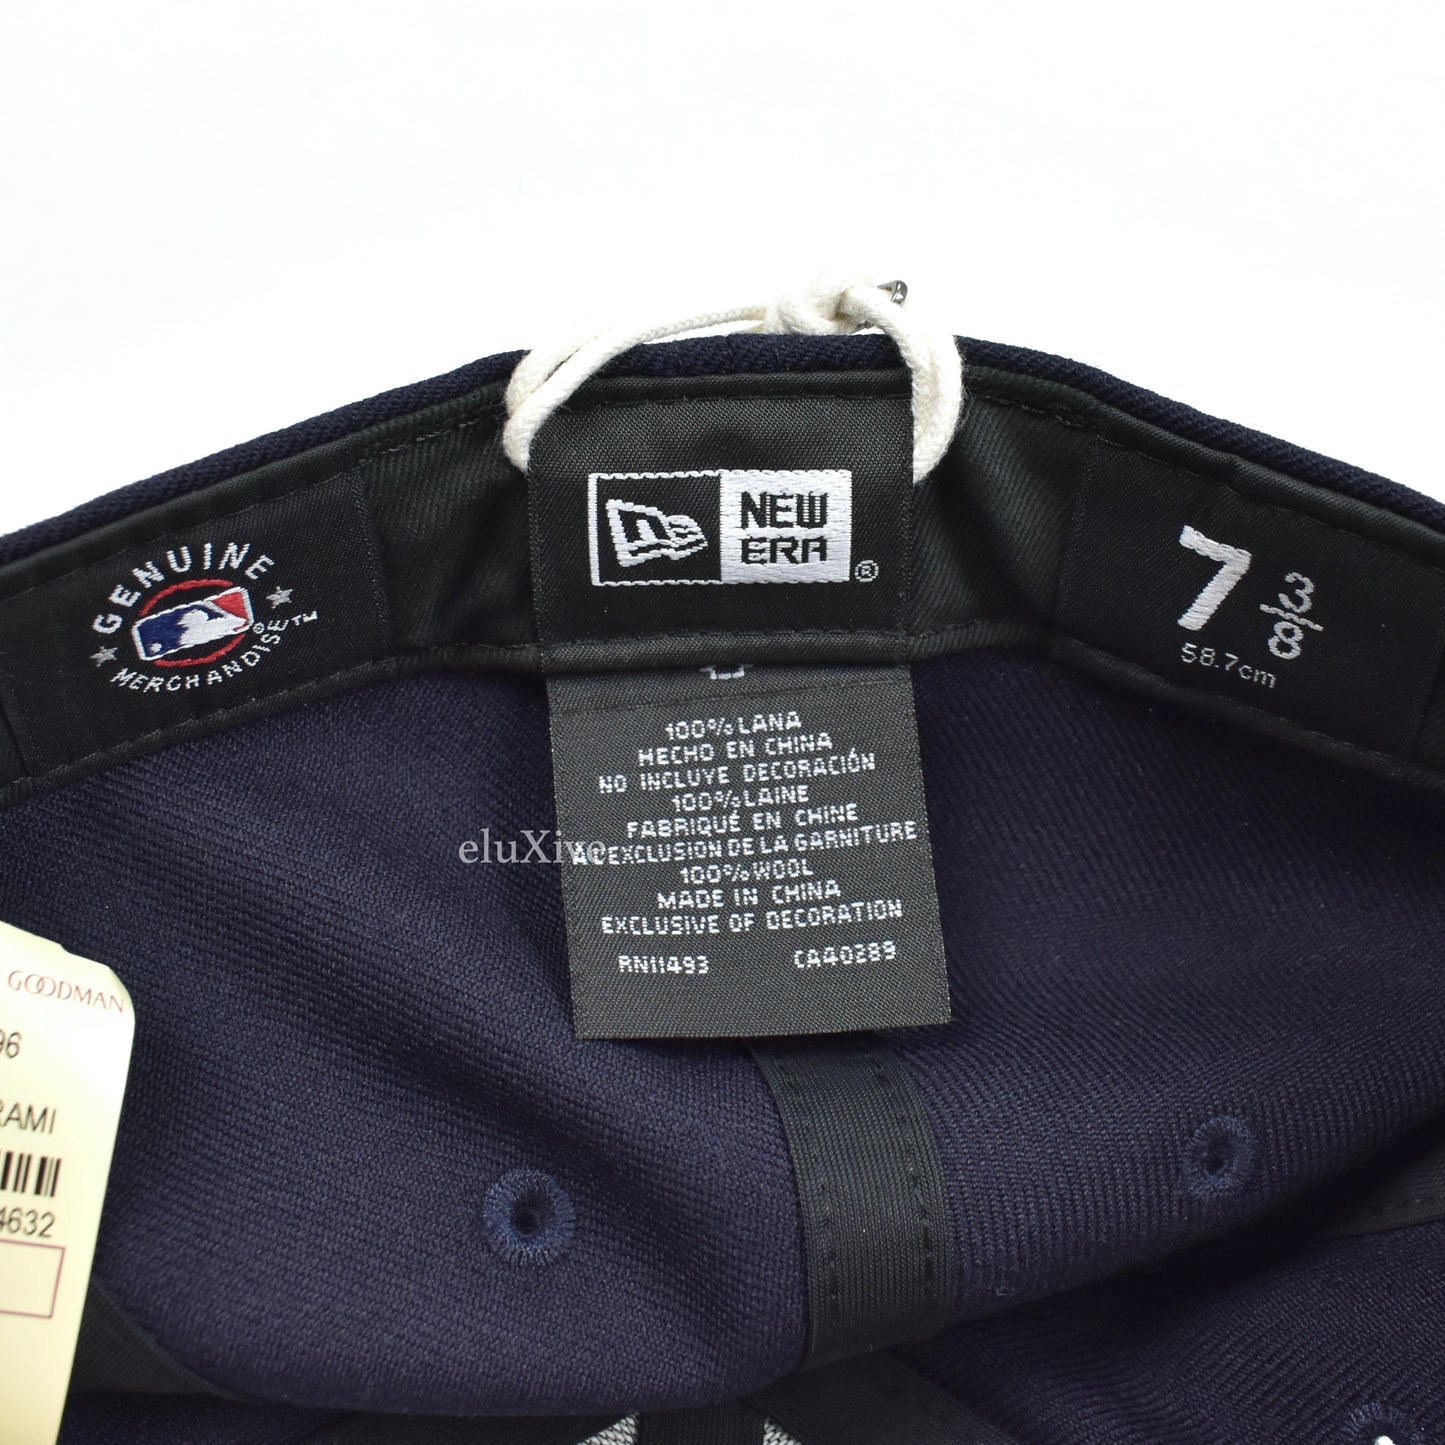 GENUINE
MERCHANDISE™
NEW
ERA®
7 3/8
58.7cm
100% LANA
HECHO EN CHINA
NO INCLUYE DECORACIÓN
100% LAINE
FABRIQUÉ EN CHINE
EXCLUSION DE LA GARNITURE
100% WOOL
MADE IN CHINA
EXCLUSIVE OF DECORATION
RN11493 CA40289
eluXive
GOODMAN
96
RAMI
4632